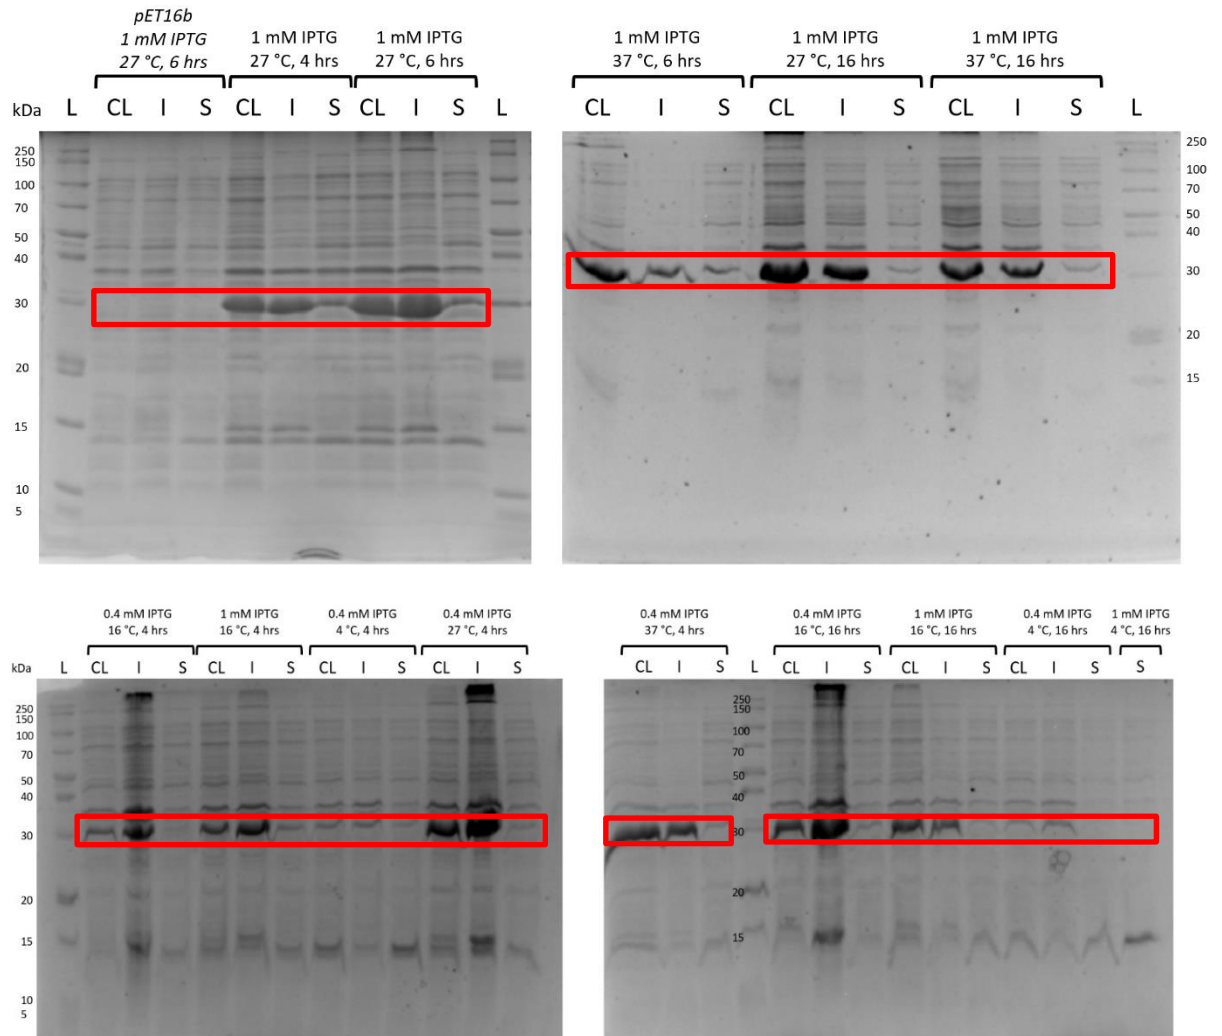 pET16b
1 mM IPTG
27 °C, 6 hrs
1 mM IPTG
27 °C, 4 hrs
1 mM IPTG
27 °C, 6 hrs
kDa L CL I S CL I S CL I S L
250
150
100
70
50
40
30
20
15
10
5
1 mM IPTG
37 °C, 6 hrs
1 mM IPTG
27 °C, 16 hrs
1 mM IPTG
37 °C, 16 hrs
CL I S CL I S CL I S L
250
100
70
50
40
30
20
15
0.4 mM IPTG
16 °C, 4 hrs
1 mM IPTG
16 °C, 4 hrs
0.4 mM IPTG
4 °C, 4 hrs
0.4 mM IPTG
27 °C, 4 hrs
kDa L CL I S CL I S CL I S CL I S
250
150
100
70
50
40
30
20
15
10
5
0.4 mM IPTG
37 °C, 4 hrs
0.4 mM IPTG
16 °C, 16 hrs
1 mM IPTG
16 °C, 16 hrs
0.4 mM IPTG
4 °C, 16 hrs
1 mM IPTG
4 °C, 16 hrs
CL I S L CL I S CL I S CL I S S
250
150
100
70
50
40
30
20
15